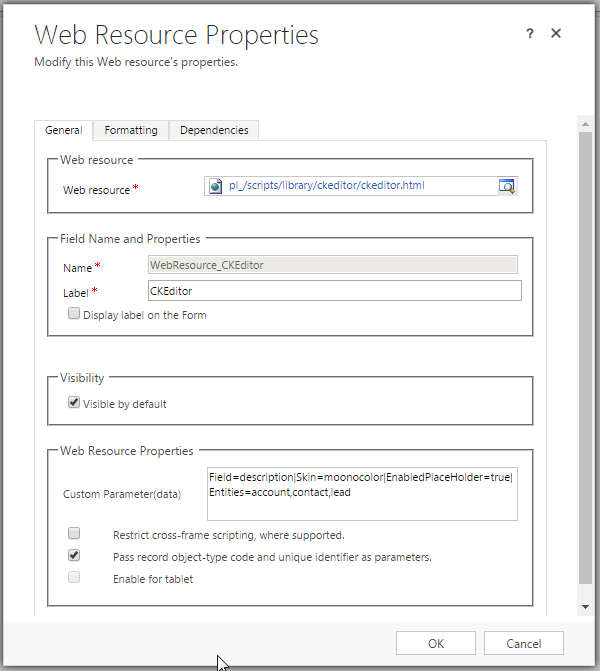 Web Resource Properties
? ×
Modify this Web resource's properties.
General Formatting Dependencies
Web resource
Web resource * pl_/scripts/library/ckeditor/ckeditor.html
Field Name and Properties
Name * WebResource_CKEditor
Label * CKEditor
Display label on the Form
Visibility
Visible by default
Web Resource Properties
Custom Parameter(data)
Field=description|Skin=moonocolor|EnabledPlaceHolder=true|
Entities=account,contact,lead
Restrict cross-frame scripting, where supported.
Pass record object-type code and unique identifier as parameters.
Enable for tablet
OK Cancel